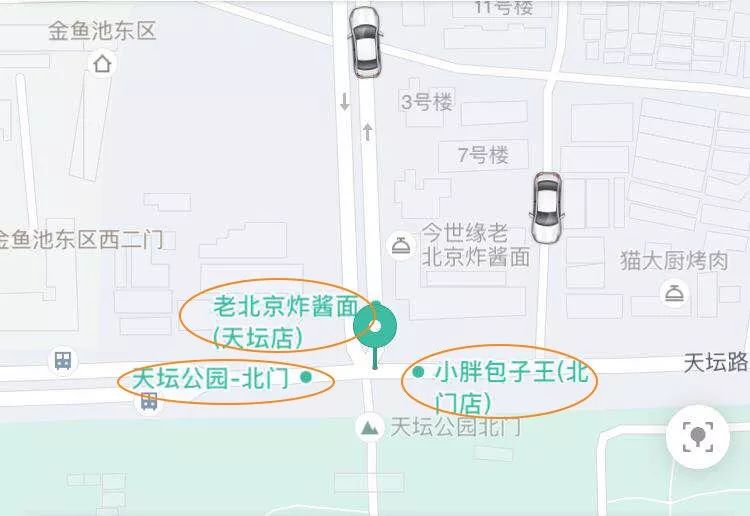 11号楼
金鱼池东区
3号楼
7号楼
金鱼池东区西二门
今世缘老
北京炸酱面
猫大厨烤肉
老北京炸酱面
(天坛店)
天坛路
天坛公园-北门
小胖包子王(北
门店)
天坛公园北门